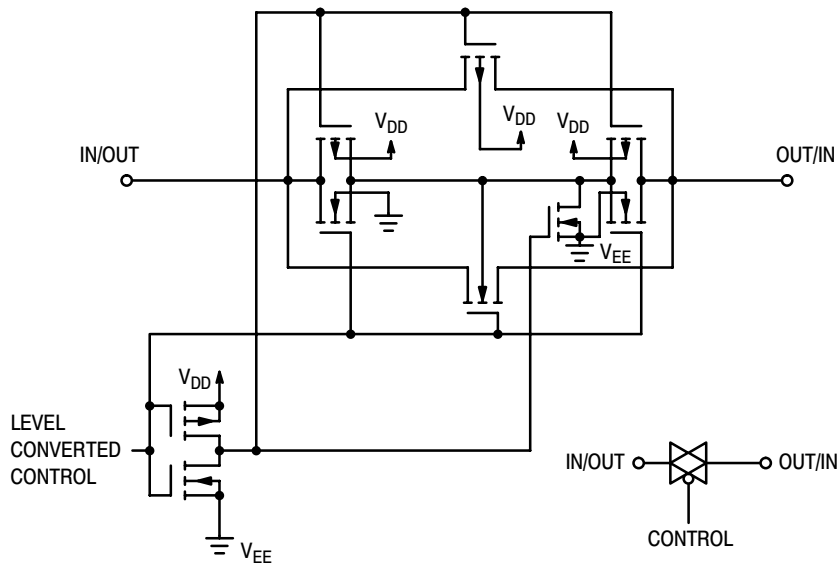 V_DD
V_DD
V_DD
IN/OUT
OUT/IN
V_EE
V_DD
LEVEL
CONVERTED
CONTROL
V_EE
IN/OUT
OUT/IN
CONTROL